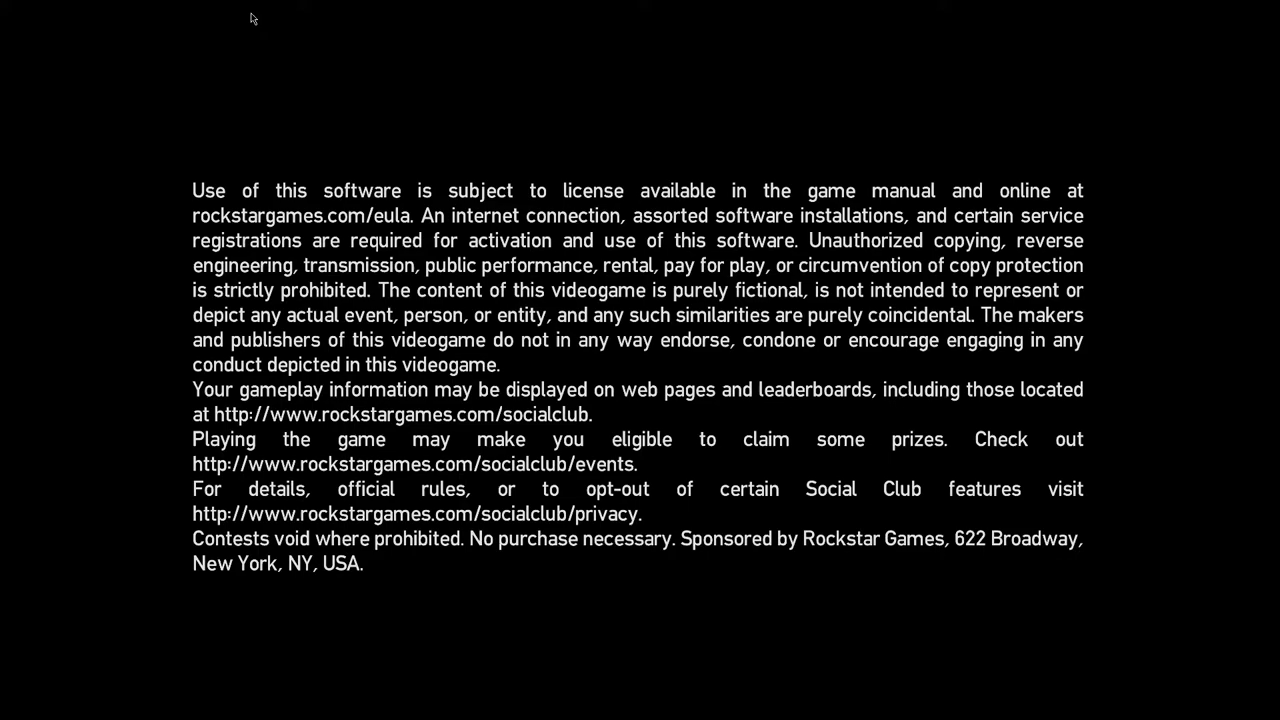 Use of this software is subject to license available in the game manual and online at
rockstargames.com/eula. An internet connection, assorted software installations, and certain service
registrations are required for activation and use of this software. Unauthorized copying, reverse
engineering, transmission, public performance, rental, pay for play, or circumvention of copy protection
is strictly prohibited. The content of this videogame is purely fictional, is not intended to represent or
depict any actual event, person, or entity, and any such similarities are purely coincidental. The makers
and publishers of this videogame do not in any way endorse, condone or encourage engaging in any
conduct depicted in this videogame.
Your gameplay information may be displayed on web pages and leaderboards, including those located
at http://www.rockstargames.com/socialclub.
Playing the game may make you eligible to claim some prizes. Check out
http://www.rockstargames.com/socialclub/events.
For details, official rules, or to opt-out of certain Social Club features visit
http://www.rockstargames.com/socialclub/privacy.
Contests void where prohibited. No purchase necessary. Sponsored by Rockstar Games, 622 Broadway,
New York, NY, USA.